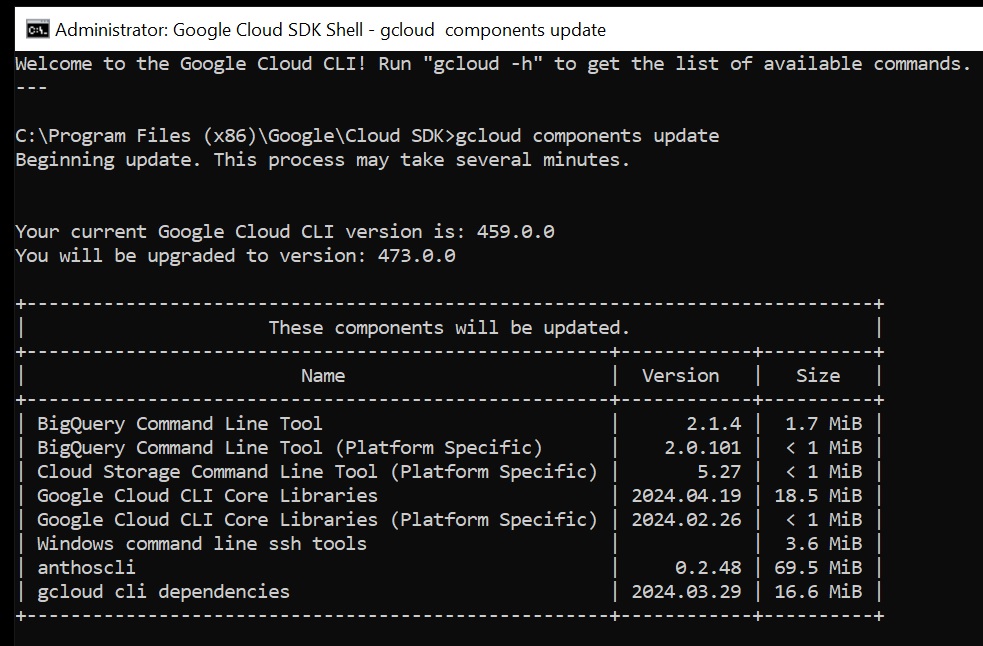 Administrator: Google Cloud SDK Shell - gcloud  components update
Welcome to the Google Cloud CLI! Run "gcloud -h" to get the list of available commands.
---
C:\Program Files (x86)\Google\Cloud SDK>gcloud components update
Beginning update. This process may take several minutes.
Your current Google Cloud CLI version is: 459.0.0
You will be upgraded to version: 473.0.0
These components will be updated.
Name | Version | Size
BigQuery Command Line Tool | 2.1.4 | 1.7 MiB
BigQuery Command Line Tool (Platform Specific) | 2.0.101 | < 1 MiB
Cloud Storage Command Line Tool (Platform Specific) | 5.27 | < 1 MiB
Google Cloud CLI Core Libraries | 2024.04.19 | 18.5 MiB
Google Cloud CLI Core Libraries (Platform Specific) | 2024.02.26 | < 1 MiB
Windows command line ssh tools | | 3.6 MiB
anthoscli | 0.2.48 | 69.5 MiB
gcloud cli dependencies | 2024.03.29 | 16.6 MiB